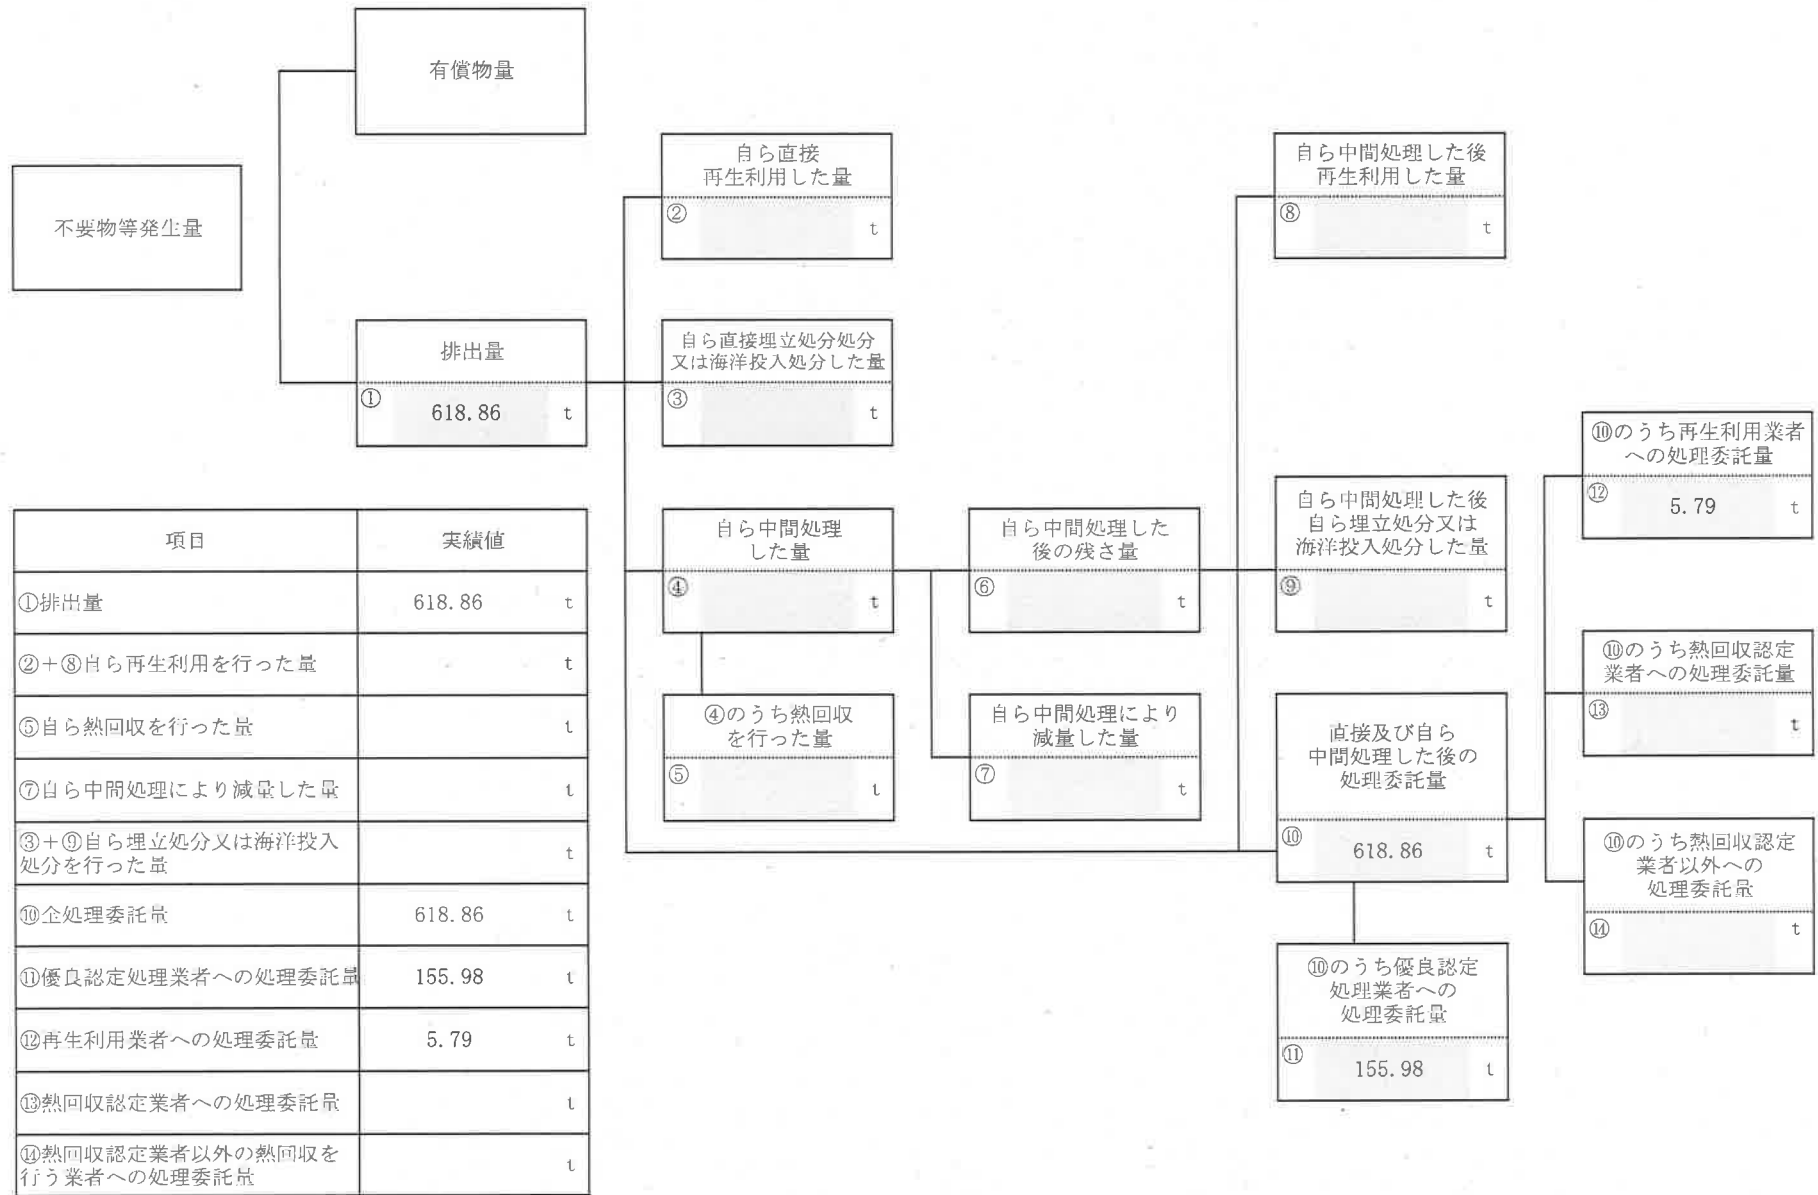 有償物量
不要物等発生量
排出量
①
618.86 t
自ら直接
再生利用した量
②
t
自ら直接埋立処分処分
又は海洋投入処分した量
③
t
自ら中間処理
した量
④
t
④のうち熱回収
を行った量
⑤
t
自ら中間処理した
後の残さ量
⑥
t
自ら中間処理により
減量した量
⑦
t
自ら中間処理した後
再生利用した量
⑧
t
自ら中間処理した後
自ら埋立処分又は
海洋投入処分した量
⑨
t
直接及び自ら
中間処理した後の
処理委託量
⑩
618.86 t
⑩のうち優良認定
処理業者への
処理委託量
⑪
155.98 t
⑩のうち再生利用業者
への処理委託量
⑫
5.79 t
⑩のうち熱回収認定
業者への処理委託量
⑬
t
⑩のうち熱回収認定
業者以外への
処理委託量
⑭
t
項目 実績値
①排出量 618.86 t
②+⑧自ら再生利用を行った量 t
⑤自ら熱回収を行った量 t
⑦自ら中間処理により減量した量 t
③+⑨自ら埋立処分又は海洋投入
処分を行った量 t
⑩全処理委託量 618.86 t
⑪優良認定処理業者への処理委託量 155.98 t
⑫再生利用業者への処理委託量 5.79 t
⑬熱回収認定業者への処理委託量 t
⑭熱回収認定業者以外の熱回収を
行う業者への処理委託量 t